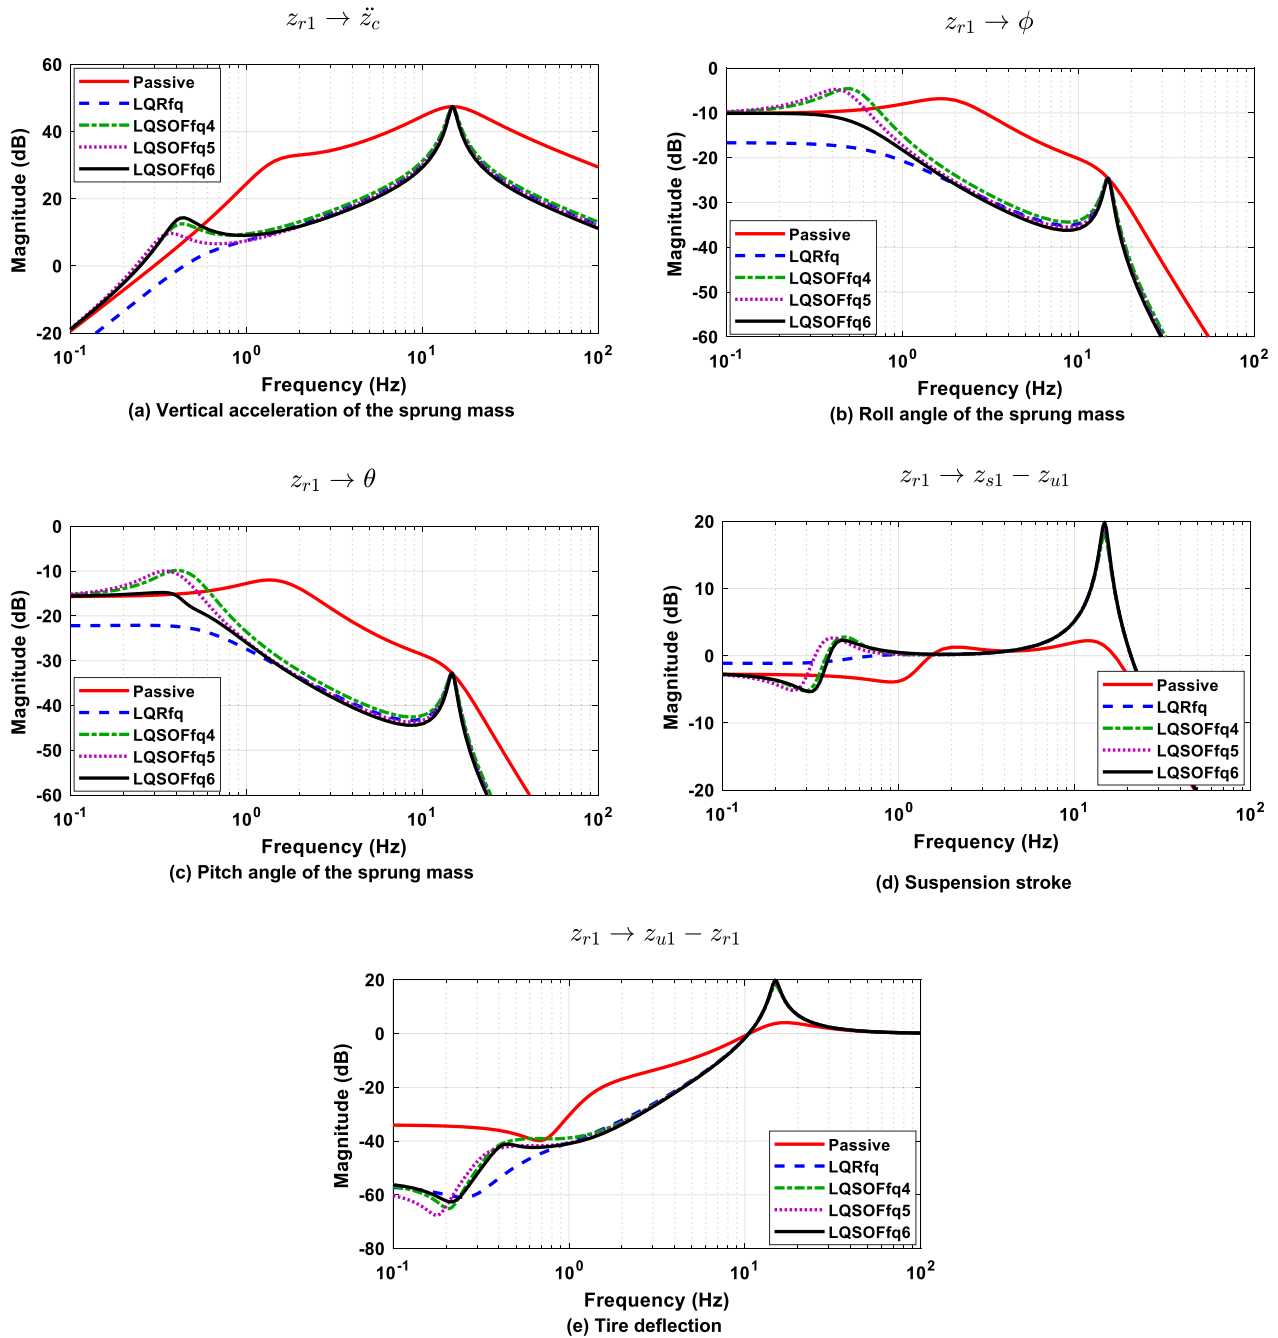 z_{r1} → z̈_c
60
40
20
0
-20
Magnitude (dB)
Passive
LQRfq
LQSOFfq4
LQSOFfq5
LQSOFfq6
10^{-1} 10^0 10^1 10^2
Frequency (Hz)
(a) Vertical acceleration of the sprung mass
z_{r1} → ϕ
0
-10
-20
-30
-40
-50
-60
Magnitude (dB)
Passive
LQRfq
LQSOFfq4
LQSOFfq5
LQSOFfq6
10^{-1} 10^0 10^1 10^2
Frequency (Hz)
(b) Roll angle of the sprung mass
z_{r1} → θ
0
-10
-20
-30
-40
-50
-60
Magnitude (dB)
Passive
LQRfq
LQSOFfq4
LQSOFfq5
LQSOFfq6
10^{-1} 10^0 10^1 10^2
Frequency (Hz)
(c) Pitch angle of the sprung mass
z_{r1} → z_{s1} − z_{u1}
20
10
0
-10
-20
Magnitude (dB)
Passive
LQRfq
LQSOFfq4
LQSOFfq5
LQSOFfq6
10^{-1} 10^0 10^1 10^2
Frequency (Hz)
(d) Suspension stroke
z_{r1} → z_{u1} − z_{r1}
20
0
-20
-40
-60
-80
Magnitude (dB)
Passive
LQRfq
LQSOFfq4
LQSOFfq5
LQSOFfq6
10^{-1} 10^0 10^1 10^2
Frequency (Hz)
(e) Tire deflection